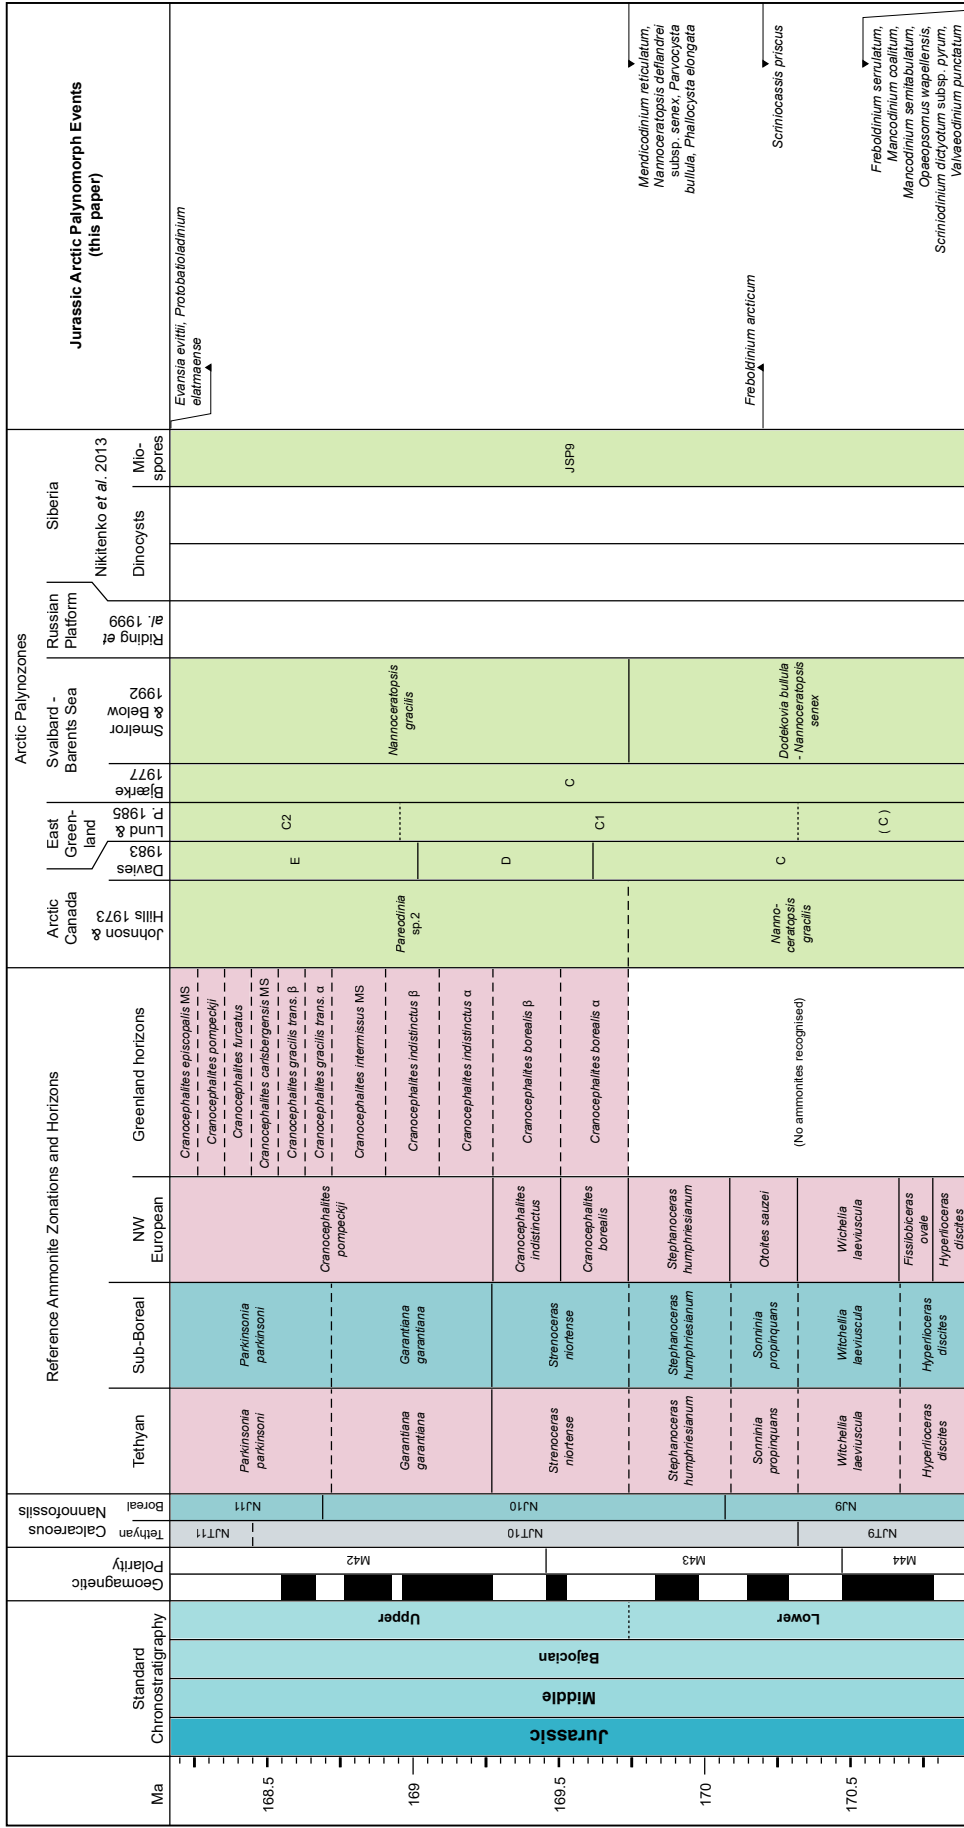 Ma
Standard
Chronostratigraphy
Geomagnetic
Polarity
Calcareous
Nannofossils
Tethyan
Boreal
Reference Ammonite Zonations and Horizons
Tethyan
Sub-Boreal
NW
European
Greenland horizons
Arctic Palynozones
Arctic
Canada
Johnson &
Hills 1973
East
Green-
land
Davies
1983
Lund &
P. 1985
Svalbard -
Barents Sea
Bjærke
1977
Smelror
& Below
1992
Russian
Platform
Riding et
al. 1999
Siberia
Nikitenko et al. 2013
Dinocysts
Mio-
spores
Jurassic Arctic Palynomorph Events
(this paper)
168.5
169
169.5
170
170.5
Jurassic
Middle
Bajocian
Upper
Lower
M42
M43
M44
NJT11
NJT10
NJT9
NJ11
NJ10
NJ9
Parkinsonia
parkinsoni
Garantiana
garantiana
Strenoceras
niortense
Stephanoceras
humphriesianum
Sonninia
propinquans
Witchellia
laeviuscula
Hyperlioceras
discites
Parkinsonia
parkinsoni
Garantiana
garantiana
Strenoceras
niortense
Stephanoceras
humphriesianum
Sonninia
propinquans
Witchellia
laeviuscula
Hyperlioceras
discites
Cranocephalites
pompeckji
Cranocephalites
indistinctus
Cranocephalites
borealis
Stephanoceras
humphriesianum
Otoites sauzei
Wichelia
laeviuscula
Fissilobiceras
ovale
Hyperlioceras
discites
Cranocephalites episcopalis MS
Cranocephalites pompeckji
Cranocephalites furcatus
Cranocephalites carlsbergensis MS
Cranocephalites gracilis trans. β
Cranocephalites gracilis trans. α
Cranocephalites intermissus MS
Cranocephalites indistinctus β
Cranocephalites indistinctus α
Cranocephalites borealis β
Cranocephalites borealis α
(No ammonites recognised)
Pareodinia
sp.2
Nanno-
ceratopsis
gracilis
E
D
C
C2
C1
( C )
C
Nannoceratopsis
gracilis
Dodekovia bullula
- Nannoceratopsis
senex
JSP9
Evansia evittii, Protobatioladinium
elatmaense
Freboldinium arcticum
Mendicodinium reticulatum,
Nannoceratopsis deflandrei
subsp. senex, Parvocysta
bullula, Phallocysta elongata
Scriniocassis priscus
Freboldinium serrulatum,
Mancodinium coalitum,
Mancodinium semitabulatum,
Opaeopsomus wapellensis,
Scriniodinium dictyotum subsp. pyrum,
Valvaeodinium punctatum